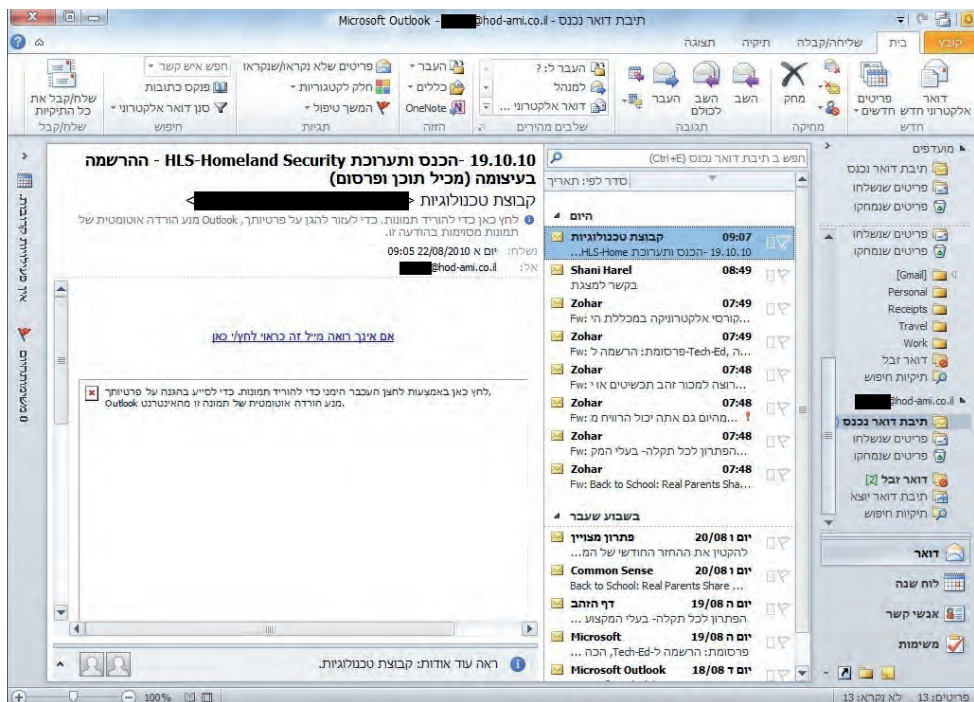 תיבת דואר נכנס - @hod-ami.co.il - Microsoft Outlook
קובץ
בית
שליחה/קבלה
תיקיה
תצוגה
דואר אלקטרוני חדש
פריטים חדשים
חדש
מחק
מחיקה
השב
השב לכולם
העבר
תגובה
העבר ל: ?
למנהל
דואר אלקטרוני ...
שלבים מהירים
העבר
כללים
OneNote
הזזה
פריטים שלא נקראו/שנקראו
חלק לקטגוריות
המשך טיפול
תגיות
חפש איש קשר
פנקס כתובות
סנן דואר אלקטרוני
חיפוש
שלח/קבל את כל התיקיות
שלח/קבל
מועדפים
תיבת דואר נכנס
פריטים שנשלחו
פריטים שנמחקו
פריטים שנשלחו
פריטים שנמחקו
[Gmail]
Personal
Receipts
Travel
Work
דואר זבל
תיקיות חיפוש
@hod-ami.co.il
תיבת דואר נכנס (
פריטים שנשלחו
פריטים שנמחקו
דואר זבל [2]
תיבת דואר יוצא
תיקיות חיפוש
דואר
לוח שנה
אנשי קשר
משימות
חפש ב תיבת דואר נכנס (Ctrl+E)
סדר לפי: תאריך
היום
קבוצת טכנולוגיות 09:07
19.10.10 -הכנס ותערוכת HLS-Home...
Shani Harel 08:49
בקשר למצגת
Zohar 07:49
Fw: קורסי אלקטרוניקה במכללת הי...
Zohar 07:49
Fw: פרסומת: הרשמה ל-Tech-Ed, ה...
Zohar 07:48
Fw: רוצה למכור זהב תכשיטים או י...
Zohar 07:48
Fw: מהיום גם אתה יכול הרוויח מ...
Zohar 07:48
Fw: הפתרון לכל תקלה- בעלי המק...
Zohar 07:48
Fw: Back to School: Real Parents Sha...
בשבוע שעבר
פתרון מצויין יום ו 20/08
להקטין את ההחזר החודשי של המ...
Common Sense יום ו 20/08
Back to School: Real Parents Share ...
דף הזהב יום ה 19/08
הפתרון לכל תקלה- בעלי המקצוע ...
Microsoft יום ה 19/08
פרסומת: הרשמה ל-Tech-Ed, הכה ...
Microsoft Outlook יום ד 18/08
19.10.10 -הכנס ותערוכת HLS-Homeland Security - ההרשמה
בעיצומה (מכיל תוכן ופרסום)
קבוצת טכנולוגיות < >
לחץ כאן כדי להוריד תמונות. כדי לעזור להגן על פרטיותך, Outlook מנע הורדה אוטומטית של
תמונות מסוימות בהודעה זו.
נשלח: יום א 22/08/2010 09:05
אל: @hod-ami.co.il
אם אינך רואה מייל זה כראוי לחץ/י כאן
לחץ כאן באמצעות לחצן העכבר הימני כדי להוריד תמונות. כדי לסייע בהגנה על פרטיותך,
Outlook מנע הורדה אוטומטית של תמונה זו מהאינטרנט.
ראה עוד אודות: קבוצת טכנולוגיות.
פריטים: 13 לא נקרא: 13
100%